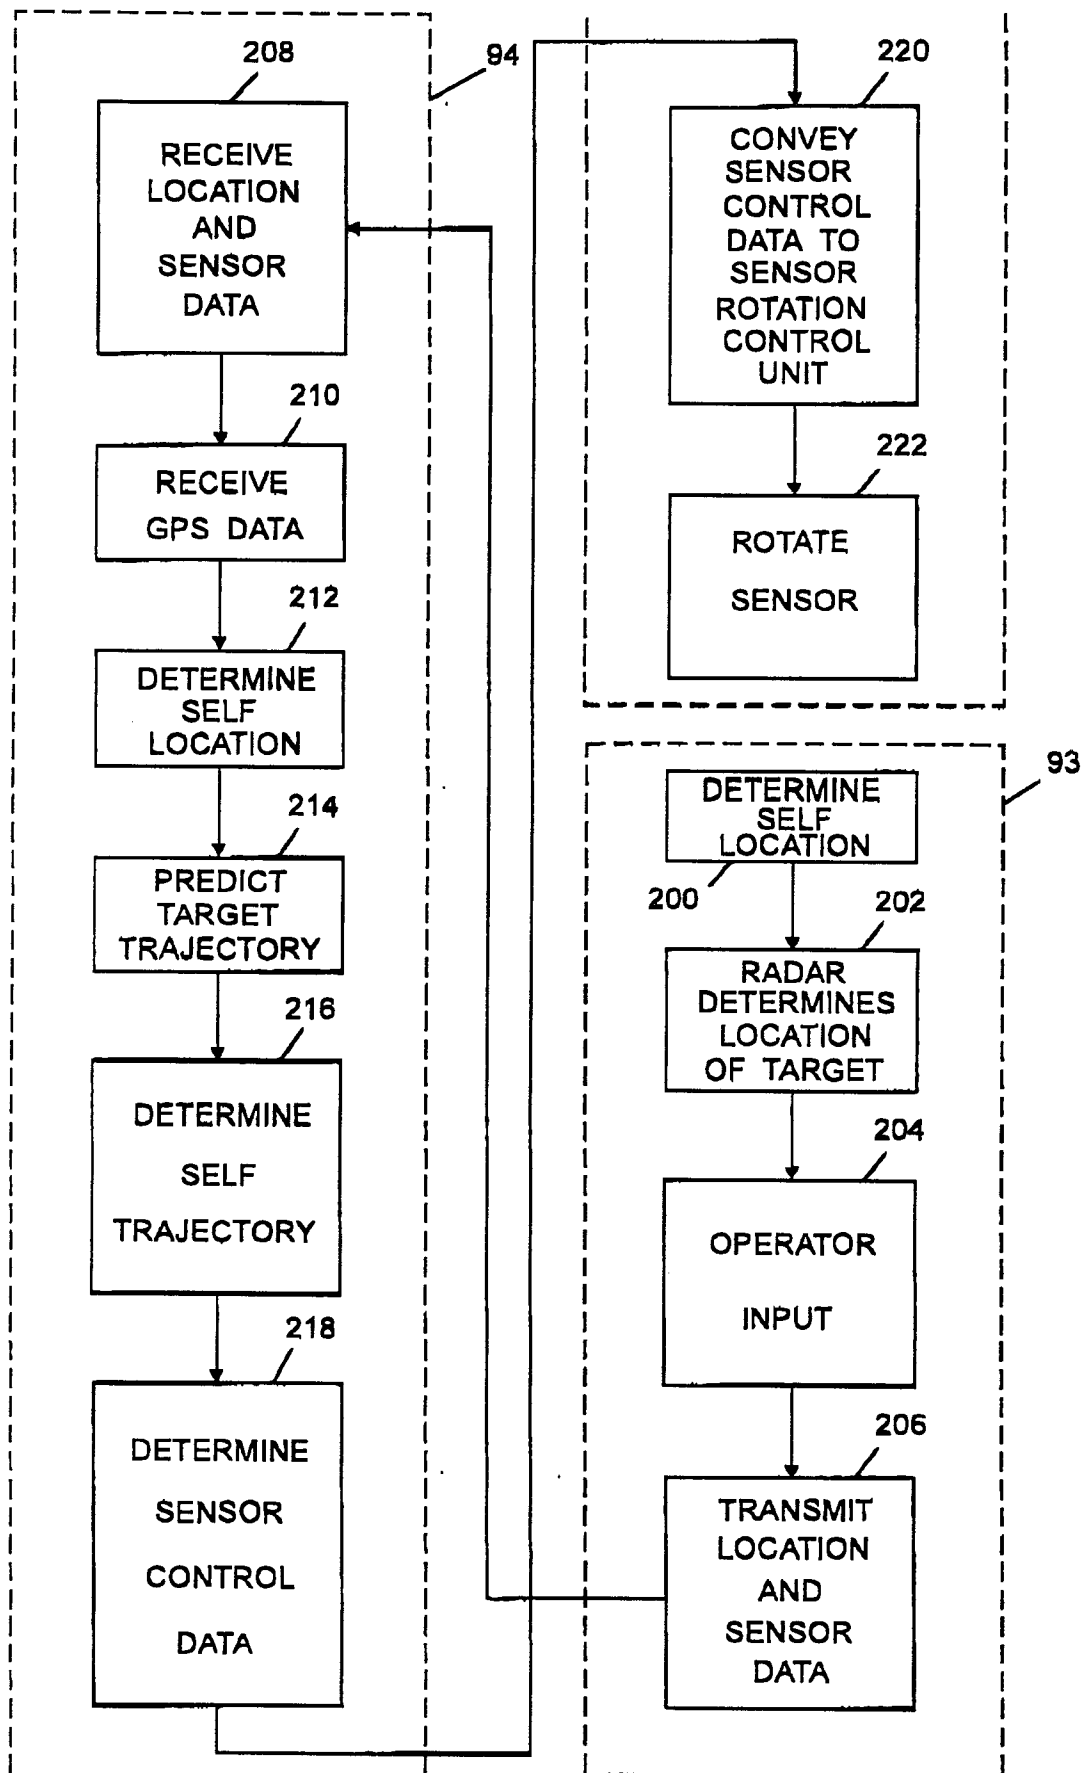 94
208
RECEIVE
LOCATION
AND
SENSOR
DATA
210
RECEIVE
GPS DATA
212
DETERMINE
SELF
LOCATION
214
PREDICT
TARGET
TRAJECTORY
216
DETERMINE
SELF
TRAJECTORY
218
DETERMINE
SENSOR
CONTROL
DATA
220
CONVEY
SENSOR
CONTROL
DATA TO
SENSOR
ROTATION
CONTROL
UNIT
222
ROTATE
SENSOR
93
DETERMINE
SELF
LOCATION
200
202
RADAR
DETERMINES
LOCATION
OF TARGET
204
OPERATOR
INPUT
206
TRANSMIT
LOCATION
AND
SENSOR
DATA